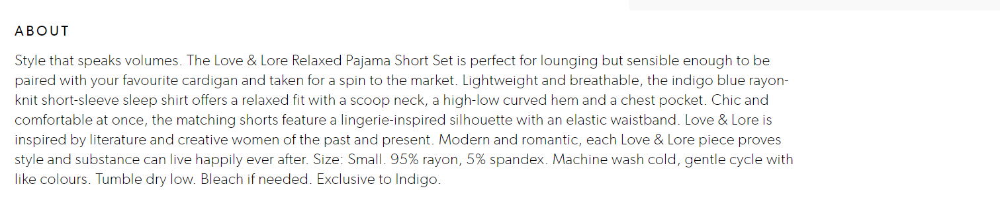 ABOUT
Style that speaks volumes. The Love & Lore Relaxed Pajama Short Set is perfect for lounging but sensible enough to be
paired with your favourite cardigan and taken for a spin to the market. Lightweight and breathable, the indigo blue rayon-
knit short-sleeve sleep shirt offers a relaxed fit with a scoop neck, a high-low curved hem and a chest pocket. Chic and
comfortable at once, the matching shorts feature a lingerie-inspired silhouette with an elastic waistband. Love & Lore is
inspired by literature and creative women of the past and present. Modern and romantic, each Love & Lore piece proves
style and substance can live happily ever after. Size: Small. 95% rayon, 5% spandex. Machine wash cold, gentle cycle with
like colours. Tumble dry low. Bleach if needed. Exclusive to Indigo.